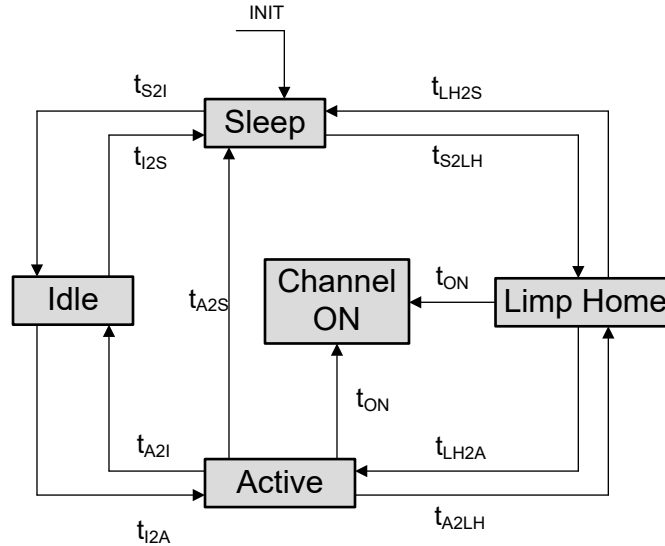 INIT
tS2I
tLH2S
Sleep
tI2S
tS2LH
Idle
tA2S
Channel
ON
tON
Limp Home
tON
tA2I
tLH2A
Active
tI2A
tA2LH